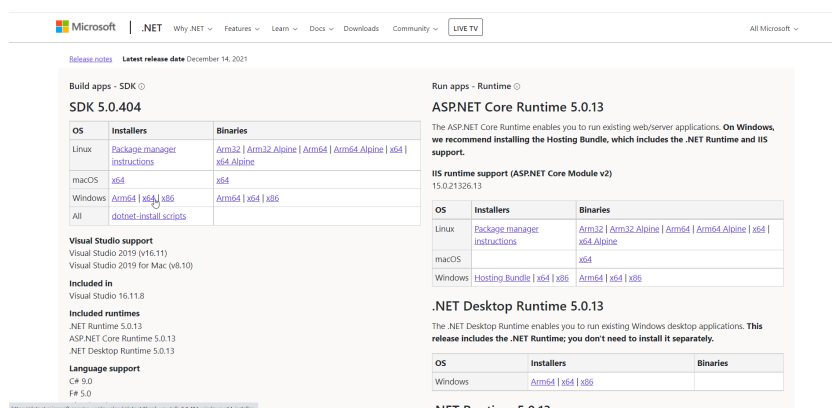 Microsoft .NET Why .NET Features Learn Docs Downloads Community LIVE TV All Microsoft
Release notes Latest release date December 14, 2021
Build apps - SDK
SDK 5.0.404
OS Installers Binaries
Linux Package manager instructions Arm32 | Arm32 Alpine | Arm64 | Arm64 Alpine | x64 | x64 Alpine
macOS x64 x64
Windows Arm64 | x64 | x86 Arm64 | x64 | x86
All dotnet-install scripts
Visual Studio support
Visual Studio 2019 (v16.11)
Visual Studio 2019 for Mac (v8.10)
Included in
Visual Studio 16.11.8
Included runtimes
.NET Runtime 5.0.13
ASP.NET Core Runtime 5.0.13
.NET Desktop Runtime 5.0.13
Language support
C# 9.0
F# 5.0
Run apps - Runtime
ASP.NET Core Runtime 5.0.13
The ASP.NET Core Runtime enables you to run existing web/server applications. On Windows,
we recommend installing the Hosting Bundle, which includes the .NET Runtime and IIS
support.
IIS runtime support (ASP.NET Core Module v2)
15.0.21326.13
OS Installers Binaries
Linux Package manager instructions Arm32 | Arm32 Alpine | Arm64 | Arm64 Alpine | x64 | x64 Alpine
macOS x64
Windows Hosting Bundle | x64 | x86 Arm64 | x64 | x86
.NET Desktop Runtime 5.0.13
The .NET Desktop Runtime enables you to run existing Windows desktop applications. This
release includes the .NET Runtime; you don't need to install it separately.
OS Installers Binaries
Windows Arm64 | x64 | x86
.NET Runtime 5.0.13